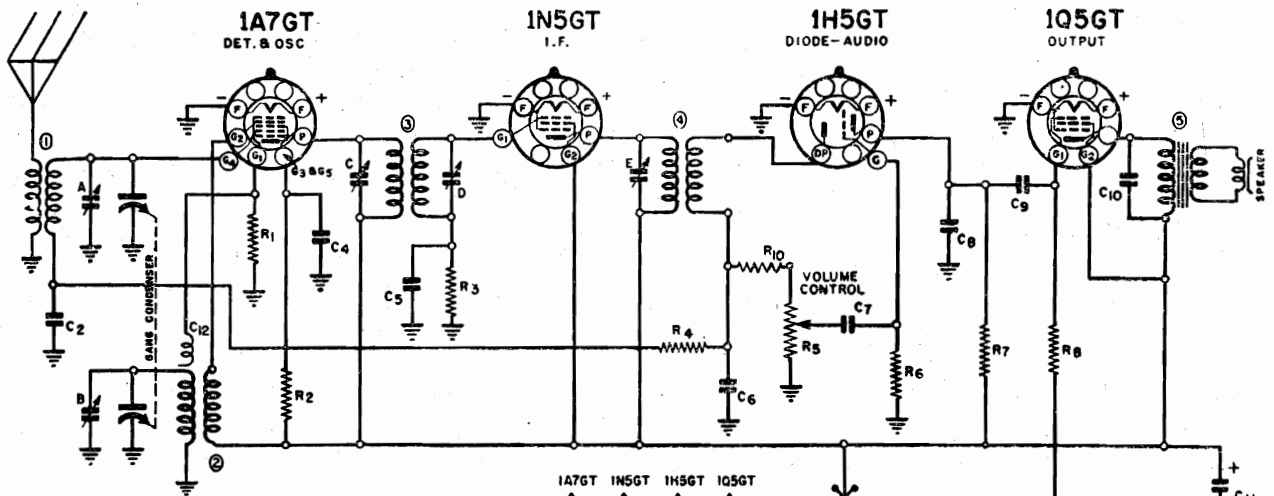 1A7GT
DET. & OSC
1N5GT
I.F.
1H5GT
DIODE-AUDIO
1Q5GT
OUTPUT
- F F +
G2 P
G4 G1 G3 & G5
- F F +
G1 P
G2
- F F +
P
DP G
- F F +
G1 G2
1
3
4
5
A
C
D
E
SPEAKER
R1
C4
C10
C9
C8
C2
GANG CONDENSER
C5
R3
R10
VOLUME
CONTROL
C7
C12
R4
R5
R7
R8
B
R2
C6
R6
2
1A7GT 1N5GT 1H5GT 1Q5GT
+